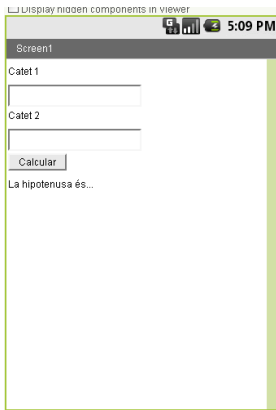 Display hidden components in Viewer
5:09 PM
Screen1
Catet 1
Catet 2
Calcular
La hipotenusa és...